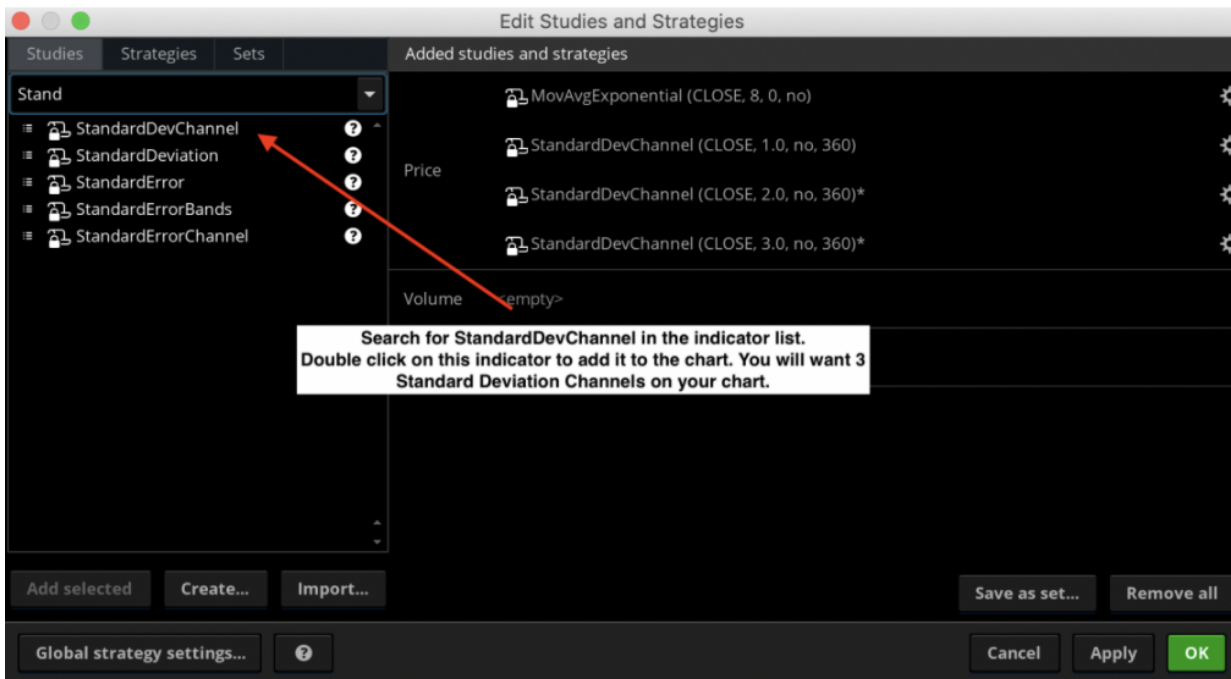 Edit Studies and Strategies
Studies Strategies Sets
Stand
StandardDevChannel
StandardDeviation
StandardError
StandardErrorBands
StandardErrorChannel
Added studies and strategies
Price
MovAvgExponential (CLOSE, 8, 0, no)
StandardDevChannel (CLOSE, 1.0, no, 360)
StandardDevChannel (CLOSE, 2.0, no, 360)*
StandardDevChannel (CLOSE, 3.0, no, 360)*
Volume <empty>
Search for StandardDevChannel in the indicator list.
Double click on this indicator to add it to the chart. You will want 3
Standard Deviation Channels on your chart.
Add selected Create... Import...
Save as set... Remove all
Global strategy settings... ?
Cancel Apply OK